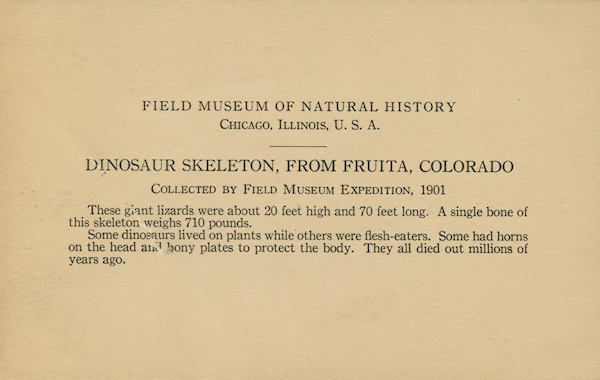 FIELD MUSEUM OF NATURAL HISTORY
CHICAGO, ILLINOIS, U. S. A.
DINOSAUR SKELETON, FROM FRUITA, COLORADO
COLLECTED BY FIELD MUSEUM EXPEDITION, 1901
These giant lizards were about 20 feet high and 70 feet long. A single bone of
this skeleton weighs 710 pounds.
Some dinosaurs lived on plants while others were flesh-eaters. Some had horns
on the head and bony plates to protect the body. They all died out millions of
years ago.